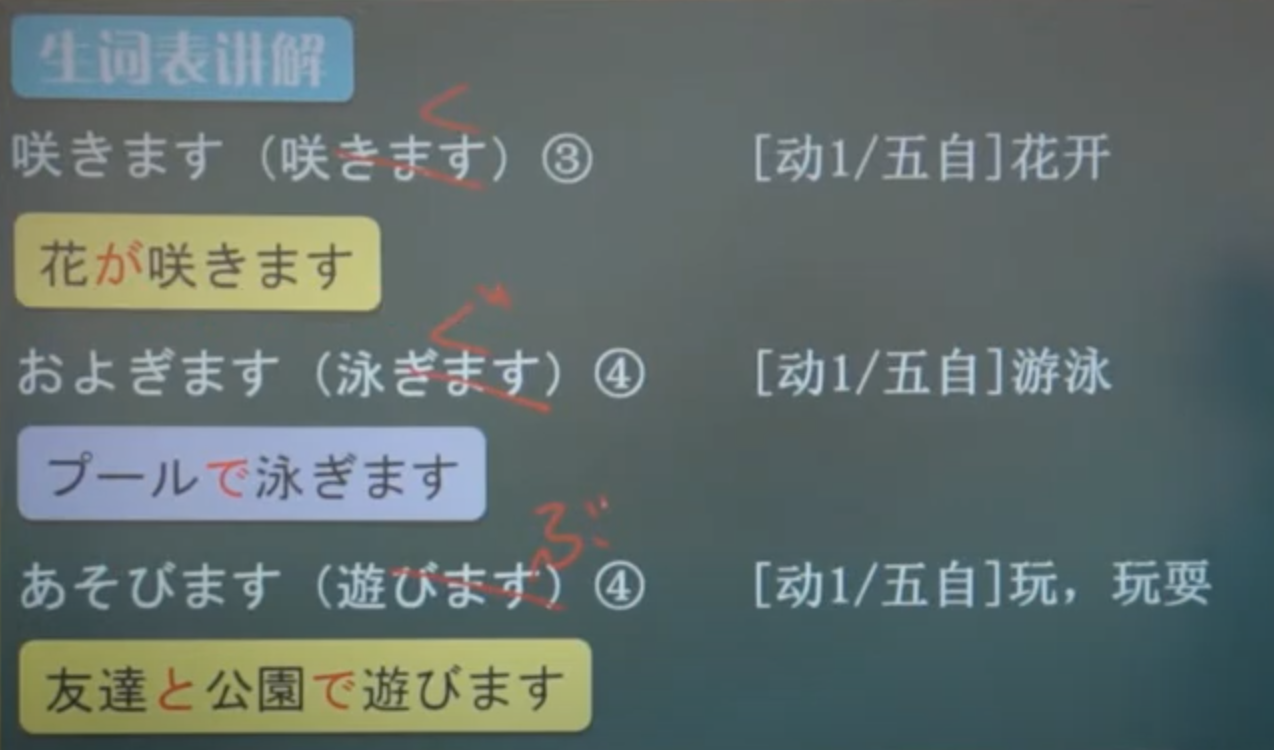 生词表讲解
く
咲きます（咲きます）③ [动1/五自]花开
花が咲きます
ぐ
およぎます（泳ぎます）④ [动1/五自]游泳
プールで泳ぎます
ぶ
あそびます（遊びます）④ [动1/五自]玩，玩耍
友達と公園で遊びます